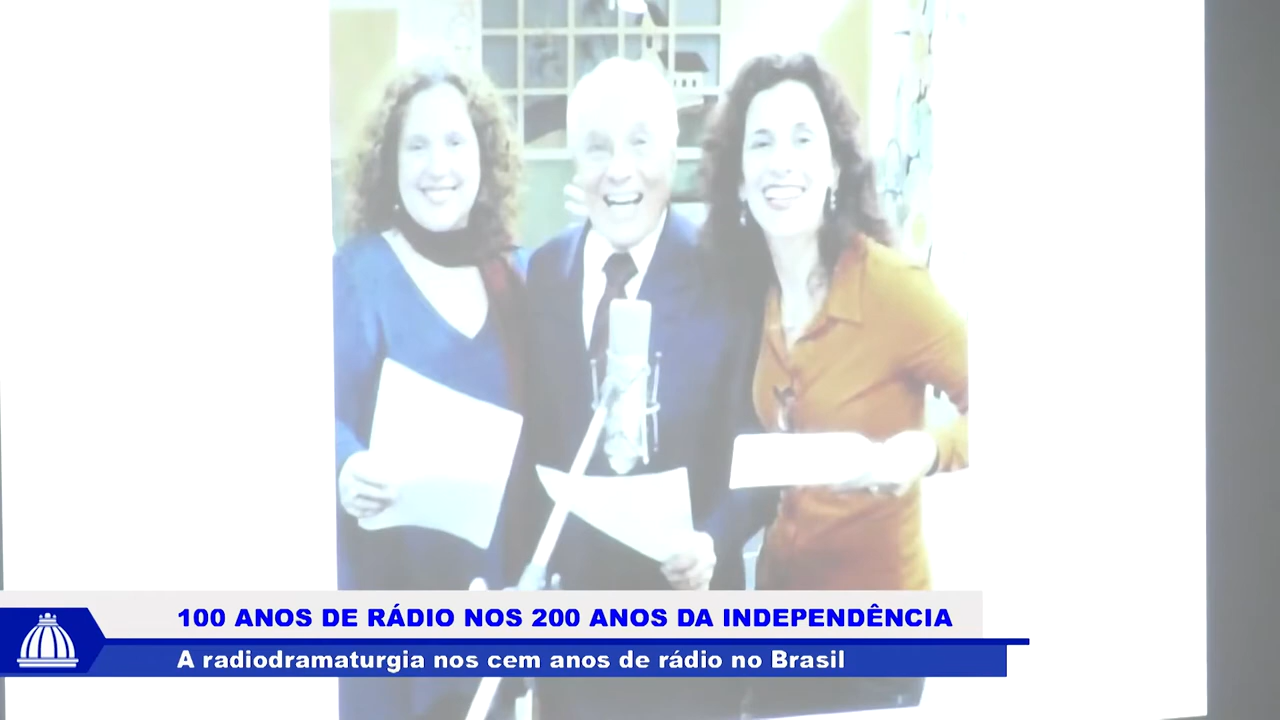 100 ANOS DE RÁDIO NOS 200 ANOS DA INDEPENDÊNCIA
A radiodramaturgia nos cem anos de rádio no Brasil